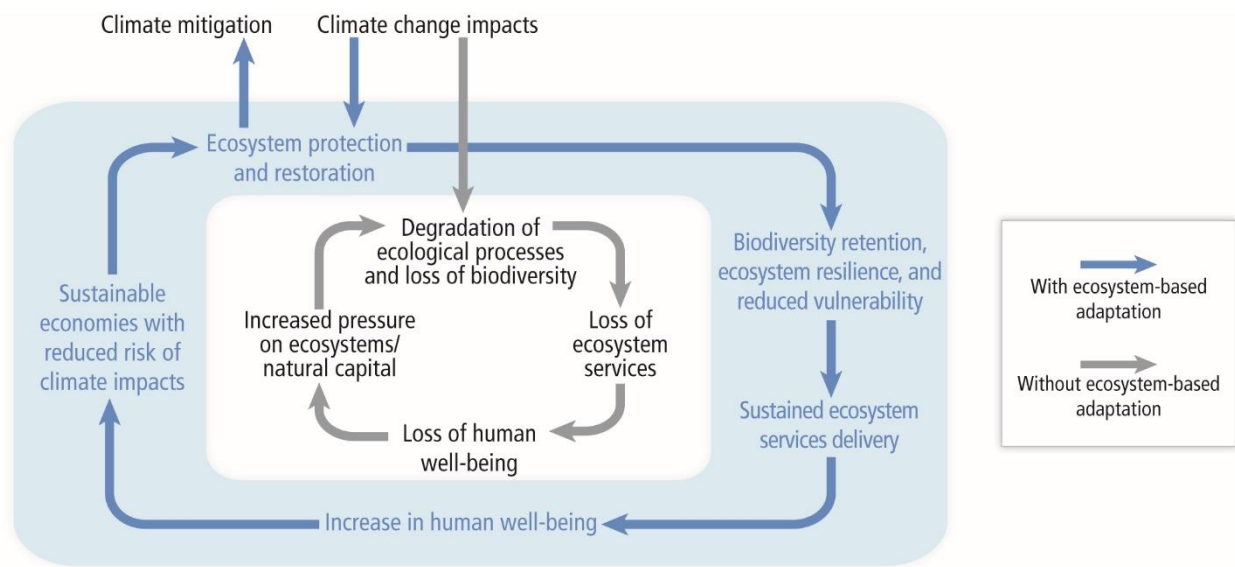 Climate mitigation
Climate change impacts
Ecosystem protection
and restoration
Degradation of
ecological processes
and loss of biodiversity
Biodiversity retention,
ecosystem resilience, and
reduced vulnerability
Sustainable
economies with
reduced risk of
climate impacts
Increased pressure
on ecosystems/
natural capital
Loss of
ecosystem
services
Sustained ecosystem
services delivery
Loss of human
well-being
Increase in human well-being
With ecosystem-based
adaptation
Without ecosystem-based
adaptation